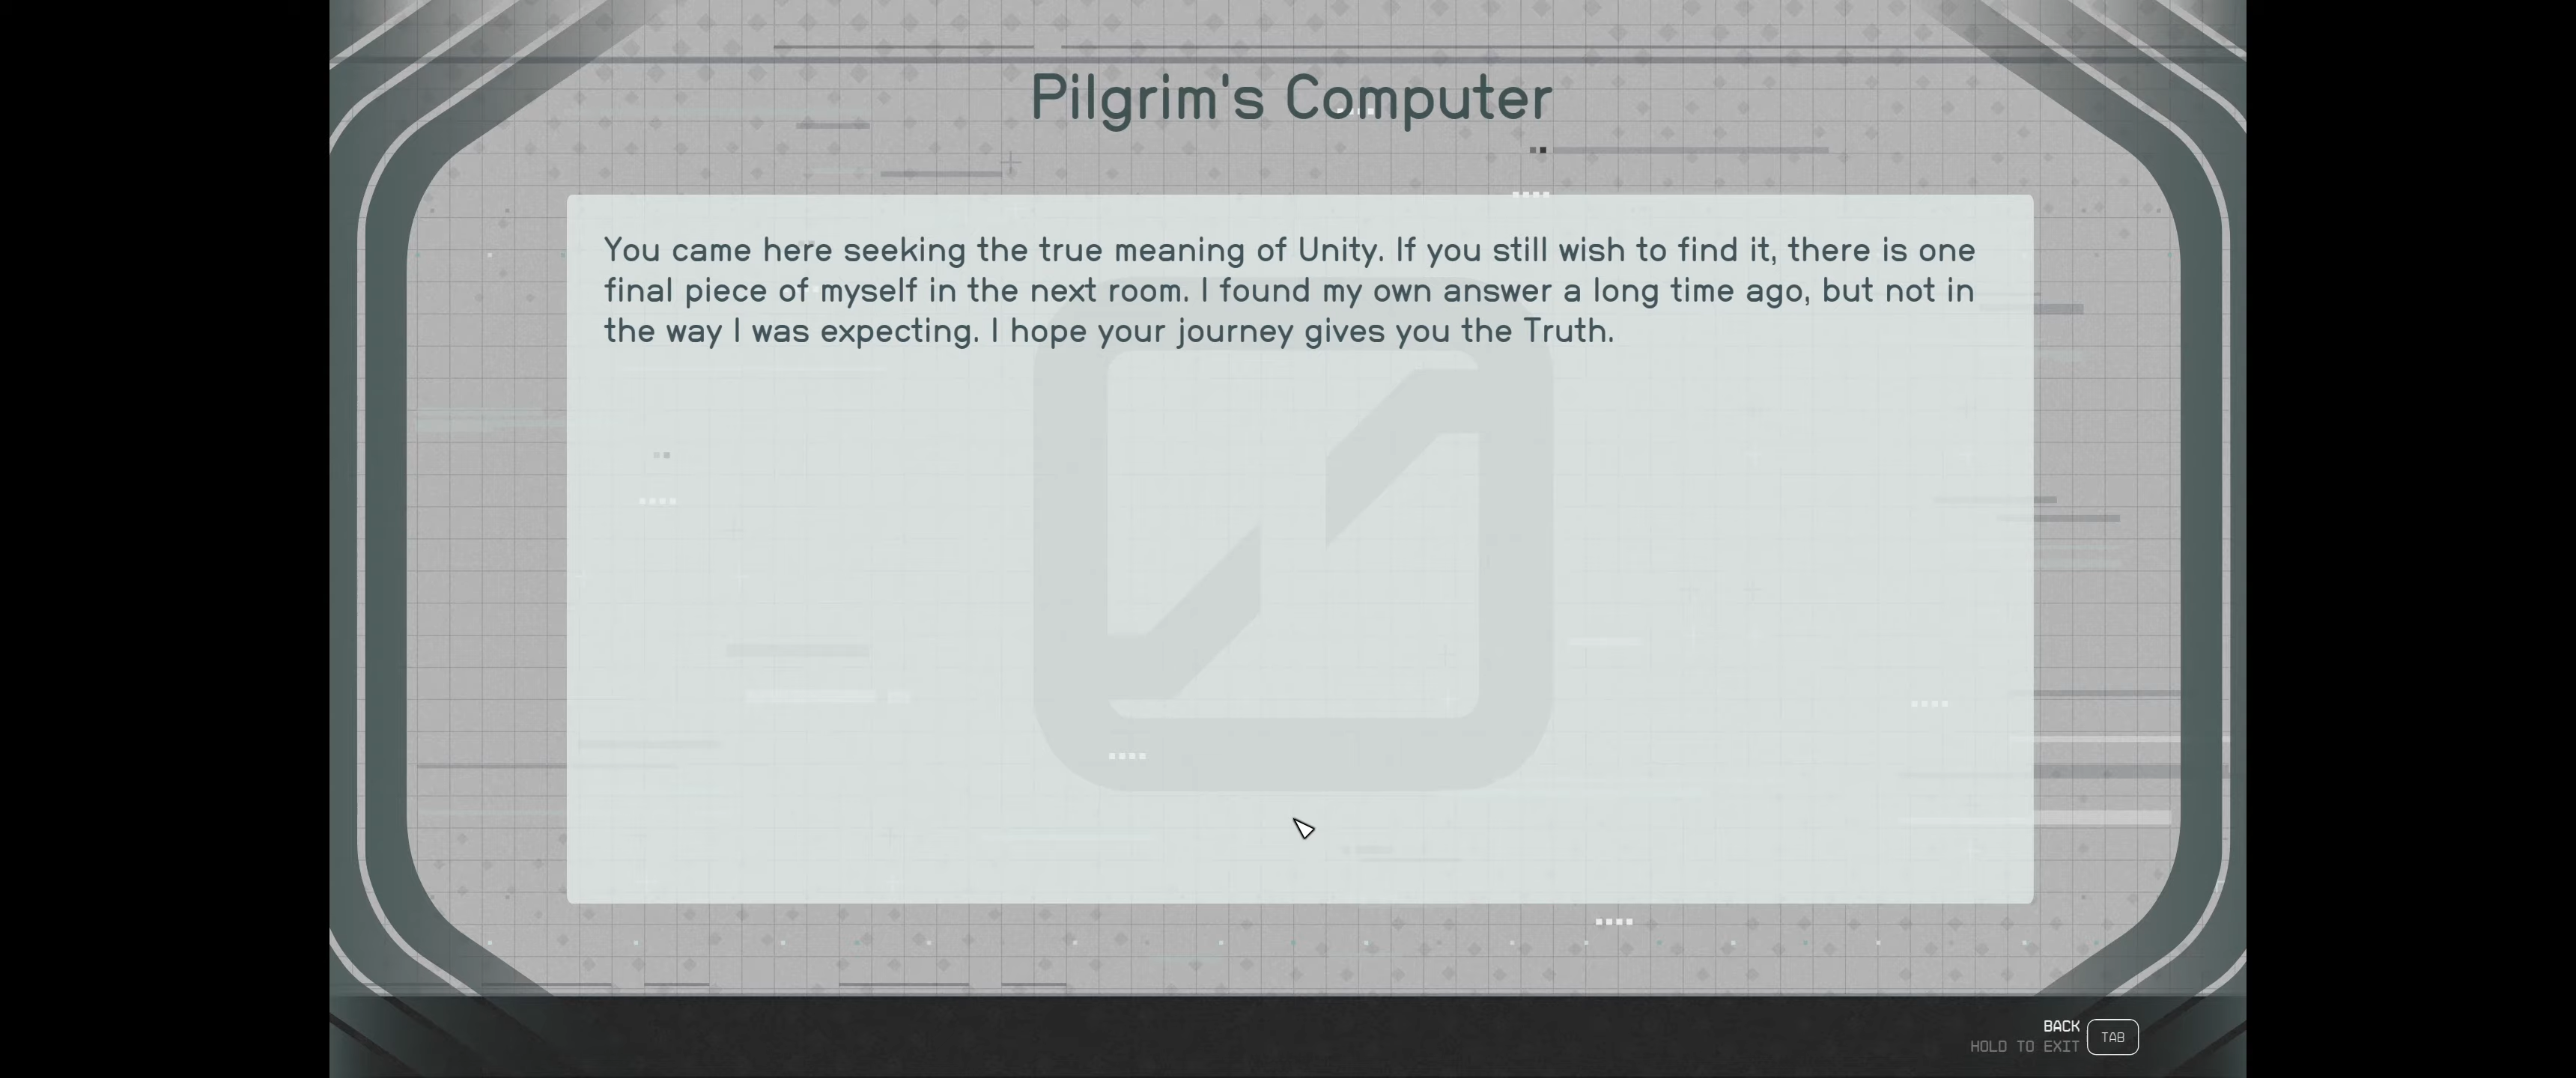 Pilgrim's Computer
You came here seeking the true meaning of Unity. If you still wish to find it, there is one
final piece of myself in the next room. I found my own answer a long time ago, but not in
the way I was expecting. I hope your journey gives you the Truth.
BACK
HOLD TO EXIT
TAB